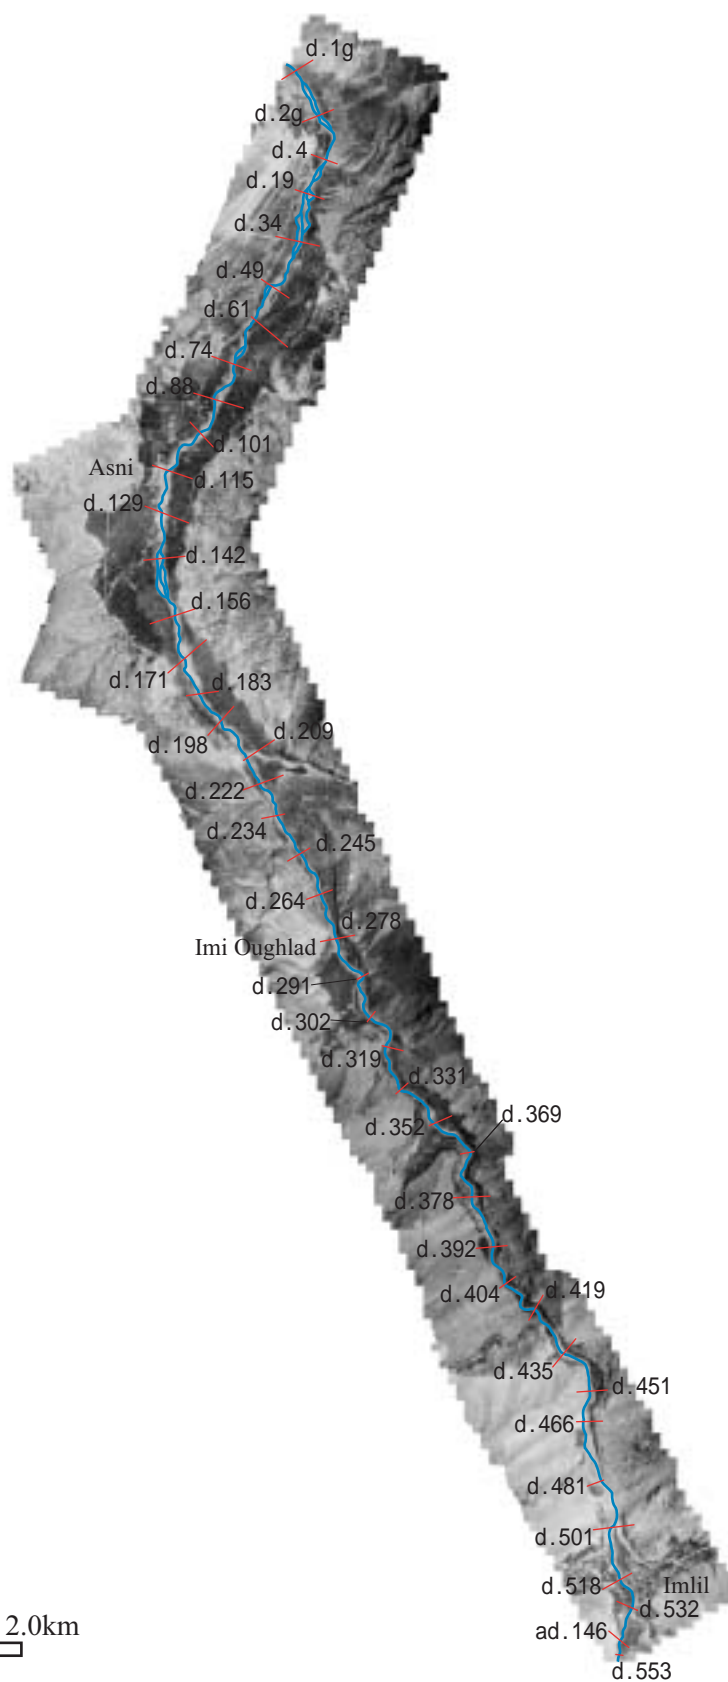 d.1g
d.2g
d.4
d.19
d.34
d.49
d.61
d.74
d.88
d.101
Asni
d.115
d.129
d.142
d.156
d.171
d.183
d.198
d.209
d.222
d.234
d.245
d.264
d.278
Imi Oughlad
d.291
d.302
d.319
d.331
d.352
d.369
d.378
d.392
d.404
d.419
d.435
d.451
d.466
d.481
d.501
d.518
Imlil
d.532
2.0km
ad.146
d.553